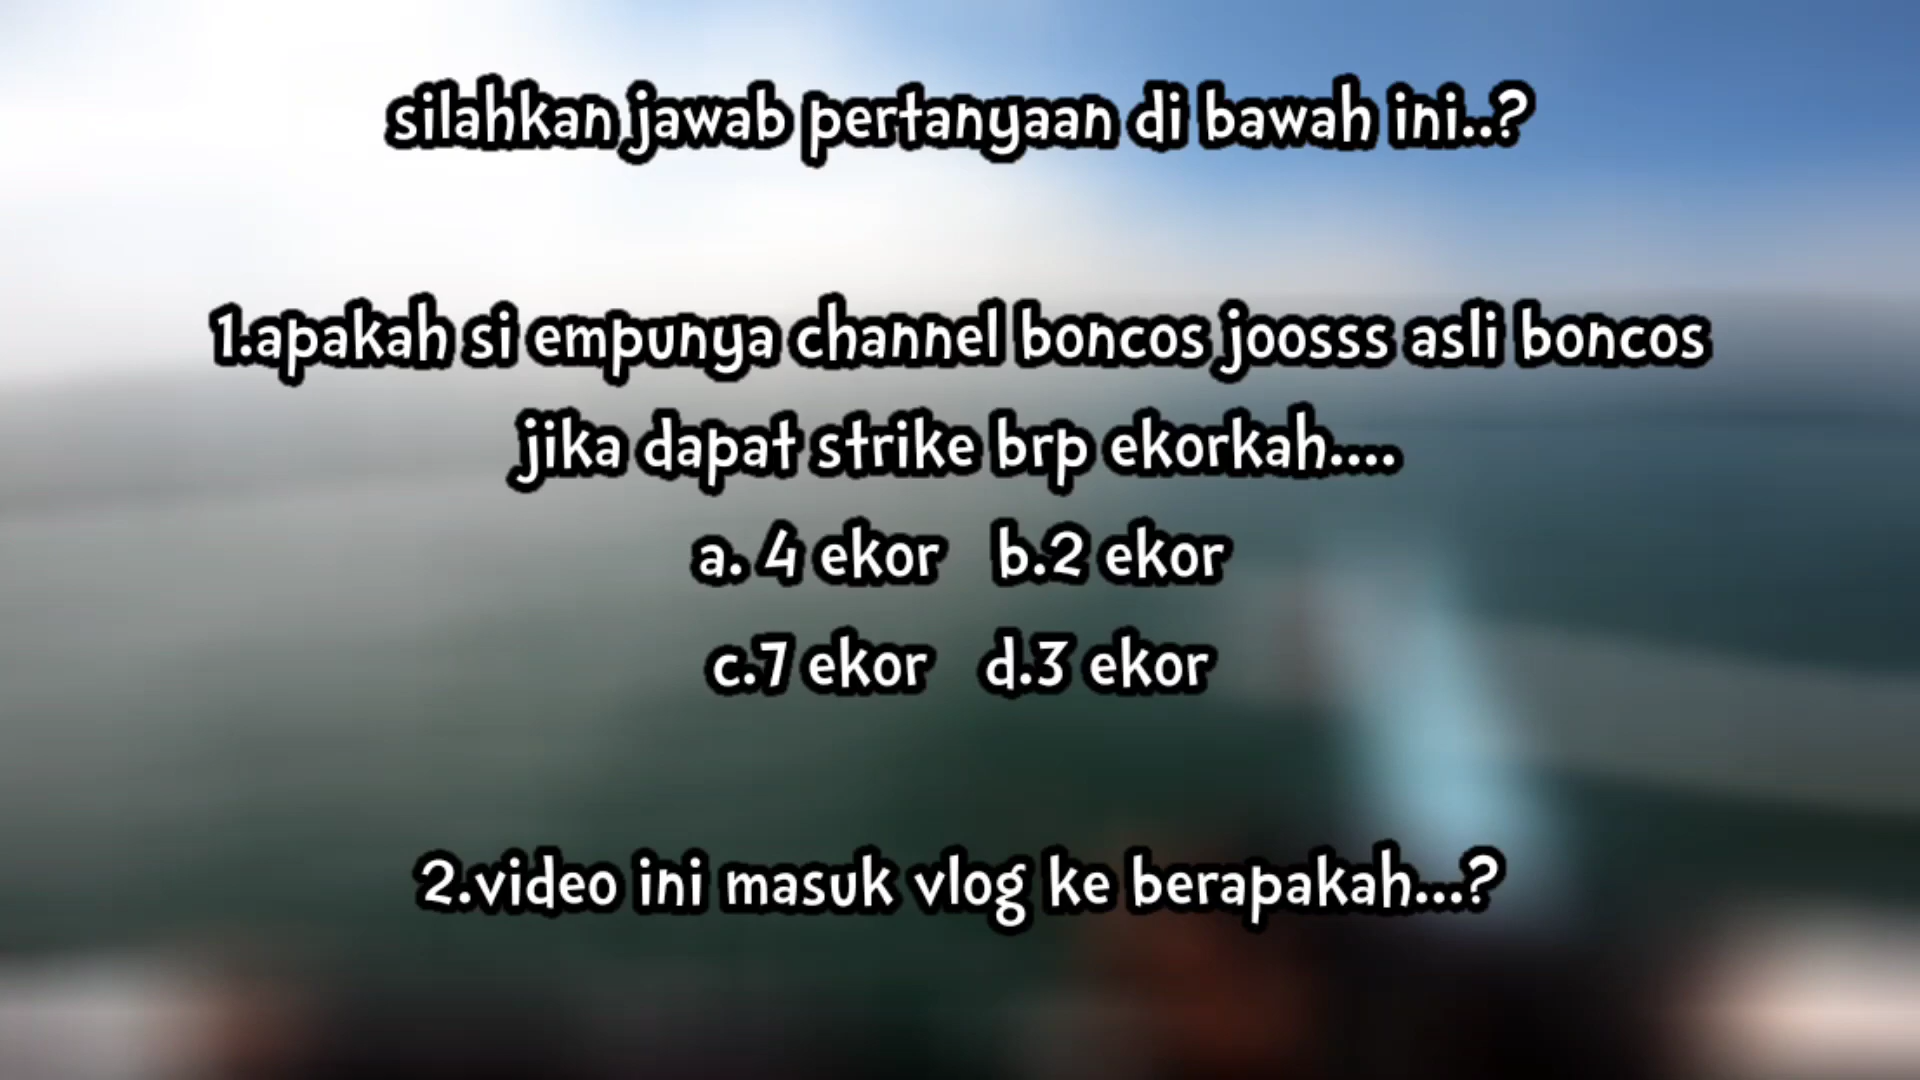 silahkan jawab pertanyaan di bawah ini..?
1.apakah si empunya channel boncos joosss asli boncos
jika dapat strike brp ekorkah....
a. 4 ekor b.2 ekor
c.7 ekor d.3 ekor
2.video ini masuk vlog ke berapakah...?